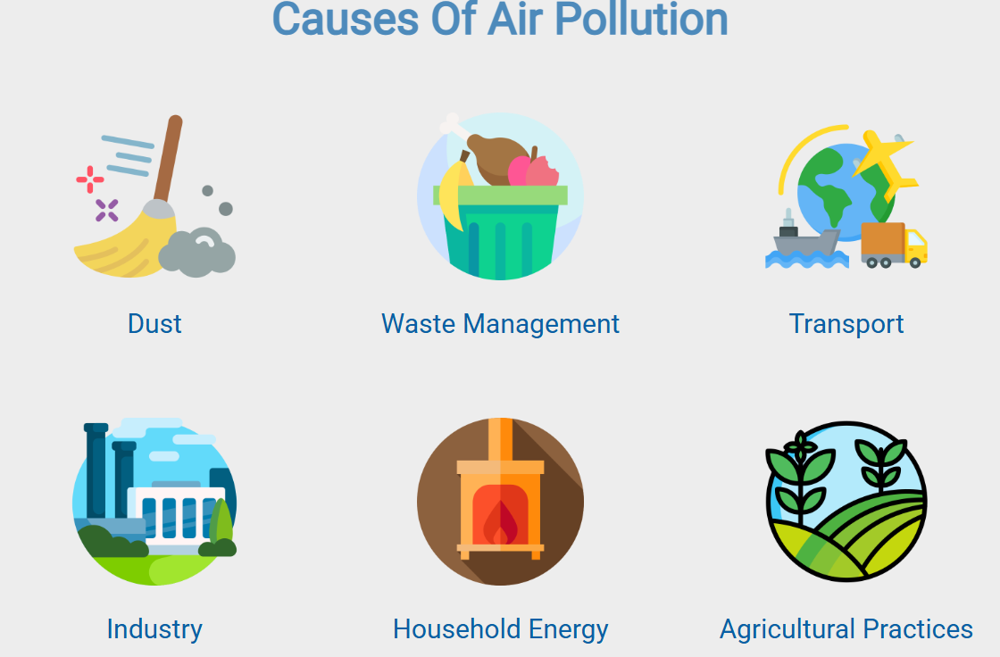 Causes Of Air Pollution
Dust
Waste Management
Transport
Industry
Household Energy
Agricultural Practices